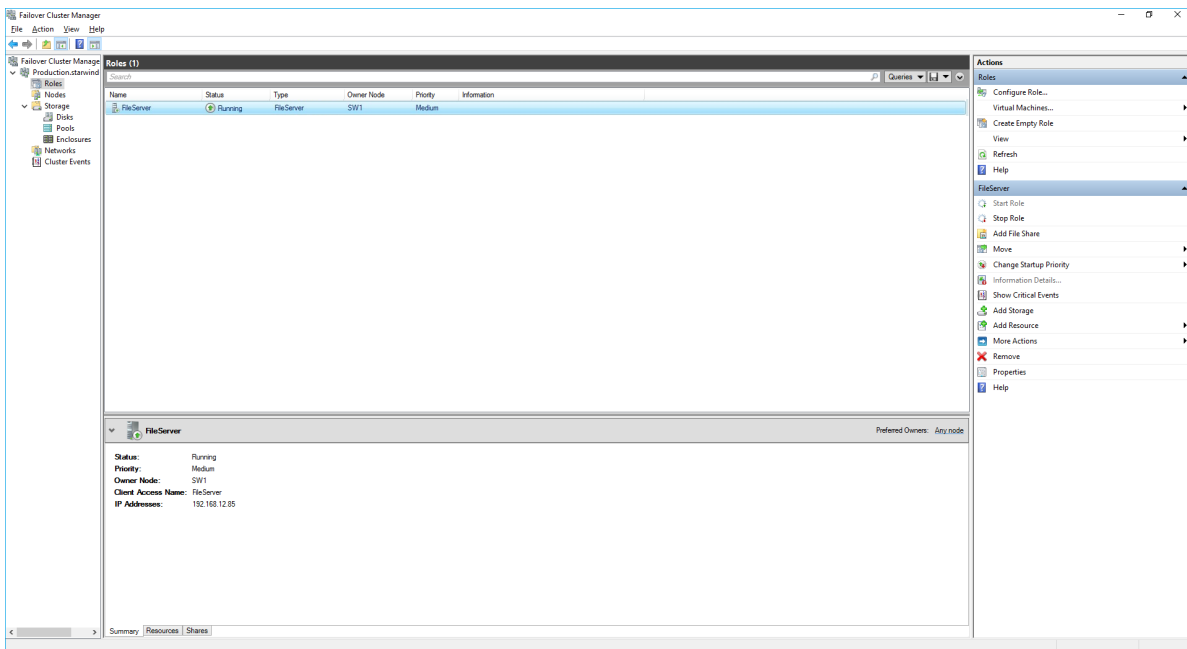 Failover Cluster Manager
File Action View Help
Failover Cluster Manage
Production.starwind
Roles
Nodes
Storage
Disks
Pools
Enclosures
Networks
Cluster Events
Roles (1)
Search
Queries
Name Status Type Owner Node Priority Information
FileServer Running FileServer SW1 Medium
FileServer
Preferred Owners: Any node
Status: Running
Priority: Medium
Owner Node: SW1
Client Access Name: FileServer
IP Addresses: 192.168.12.85
Summary Resources Shares
Actions
Roles
Configure Role...
Virtual Machines...
Create Empty Role
View
Refresh
Help
FileServer
Start Role
Stop Role
Add File Share
Move
Change Startup Priority
Information Details...
Show Critical Events
Add Storage
Add Resource
More Actions
Remove
Properties
Help